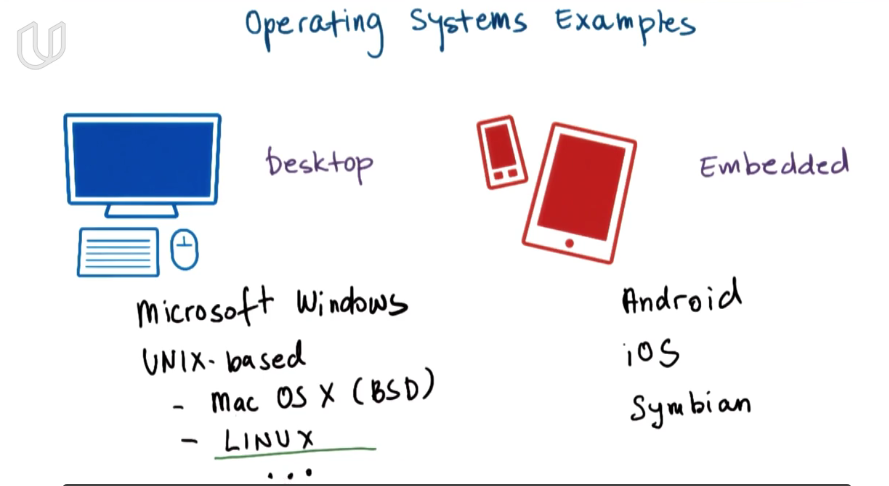 Operating Systems Examples
Desktop
Microsoft Windows
UNIX-based
- Mac OS X (BSD)
- LINUX
...
Embedded
Android
iOS
Symbian